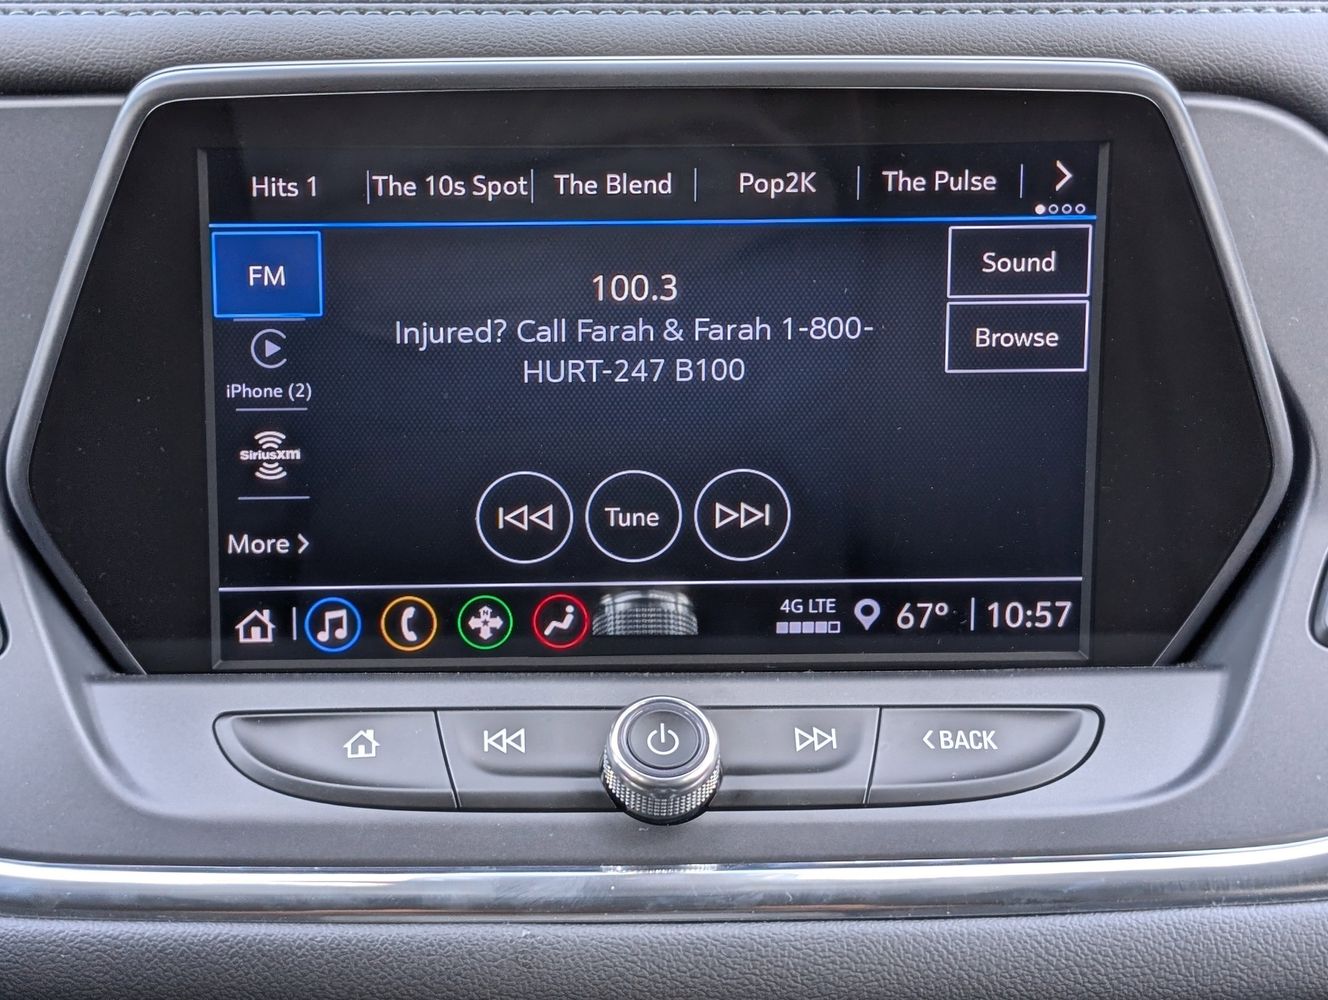 Hits 1
The 10s Spot
The Blend
Pop2K
The Pulse
FM
Sound
100.3
Injured? Call Farah & Farah 1-800-
HURT-247 B100
Browse
iPhone (2)
SiriusXM
Tune
More
N
4G LTE
67°
10:57
BACK